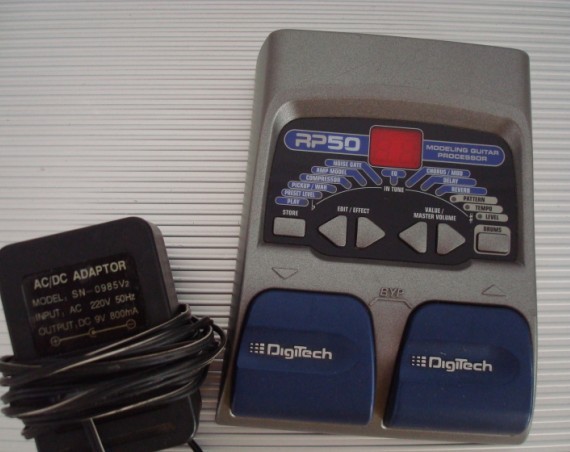 RP50
MODELING GUITAR
PROCESSOR
NOISE GATE
AMP MODEL
COMPRESSOR
PICKUP / WAH
PRESET LEVEL
PLAY
EQ
IN TUNE
CHORUS / MOD
DELAY
REVERB
PATTERN
TEMPO
LEVEL
STORE
EDIT / EFFECT
VALUE /
MASTER VOLUME
DRUMS
DigiTech
DigiTech
AC/DC ADAPTOR
MODEL, SN-0985V2
INPUT, AC 220V 50Hz
OUTPUT, DC 9V 800mA